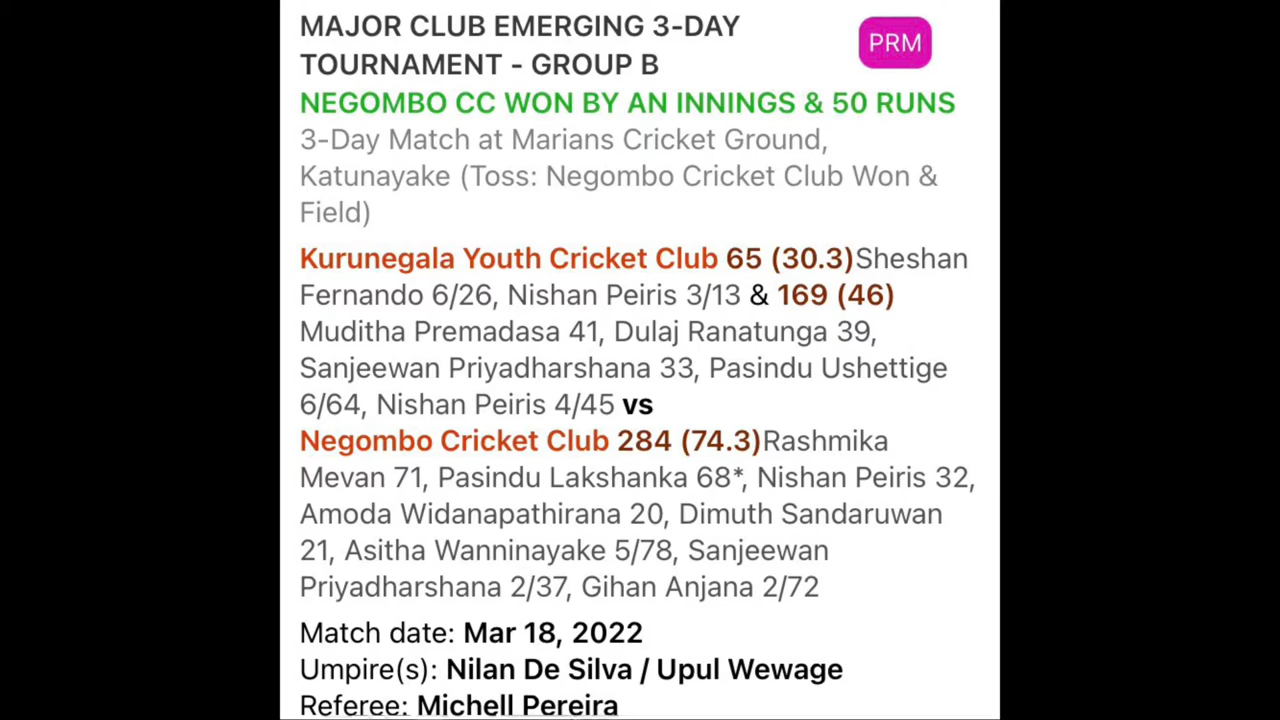 MAJOR CLUB EMERGING 3-DAY
TOURNAMENT - GROUP B
PRM
NEGOMBO CC WON BY AN INNINGS & 50 RUNS
3-Day Match at Marians Cricket Ground,
Katunayake (Toss: Negombo Cricket Club Won &
Field)
Kurunegala Youth Cricket Club 65 (30.3)Sheshan
Fernando 6/26, Nishan Peiris 3/13 & 169 (46)
Muditha Premadasa 41, Dulaj Ranatunga 39,
Sanjeewan Priyadharshana 33, Pasindu Ushettige
6/64, Nishan Peiris 4/45 vs
Negombo Cricket Club 284 (74.3)Rashmika
Mevan 71, Pasindu Lakshanka 68*, Nishan Peiris 32,
Amoda Widanapathirana 20, Dimuth Sandaruwan
21, Asitha Wanninayake 5/78, Sanjeewan
Priyadharshana 2/37, Gihan Anjana 2/72
Match date: Mar 18, 2022
Umpire(s): Nilan De Silva / Upul Wewage
Referee: Michell Pereira